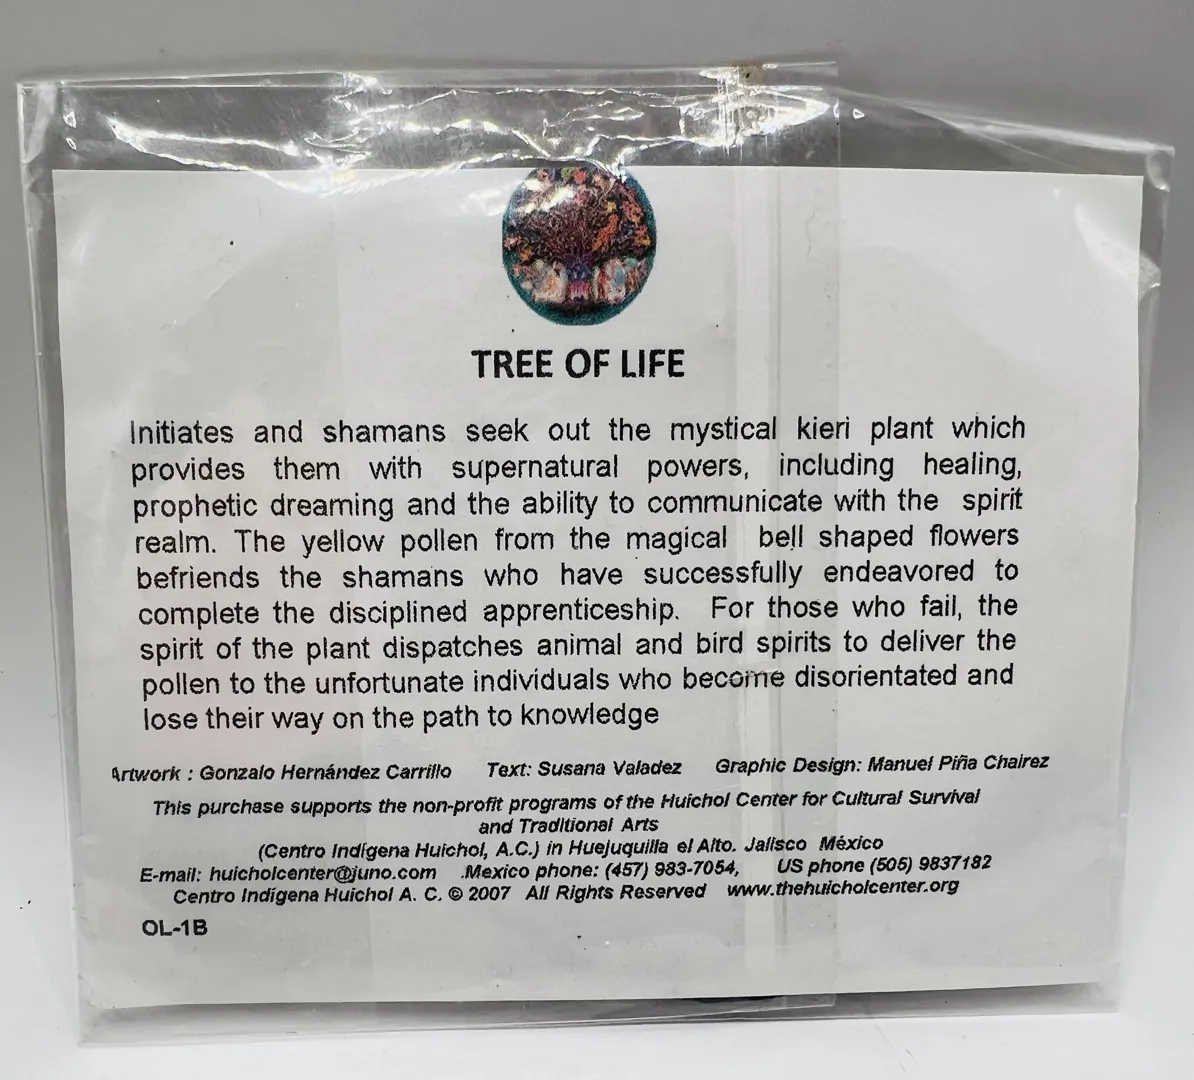 TREE OF LIFE
Initiates and shamans seek out the mystical kieri plant which
provides them with supernatural powers, including healing,
prophetic dreaming and the ability to communicate with the spirit
realm. The yellow pollen from the magical bell shaped flowers
befriends the shamans who have successfully endeavored to
complete the disciplined apprenticeship. For those who fail, the
spirit of the plant dispatches animal and bird spirits to deliver the
pollen to the unfortunate individuals who become disorientated and
lose their way on the path to knowledge
Artwork : Gonzalo Hernández Carrillo Text: Susana Valadez Graphic Design: Manuel Piña Chairez
This purchase supports the non-profit programs of the Huichol Center for Cultural Survival
and Traditional Arts
(Centro Indígena Huichol, A.C.) in Huejuquilla el Alto. Jalisco México
E-mail: huicholcenter@juno.com .Mexico phone: (457) 983-7054, US phone (505) 9837182
Centro Indígena Huichol A. C. © 2007 All Rights Reserved www.thehuicholcenter.org
OL-1B